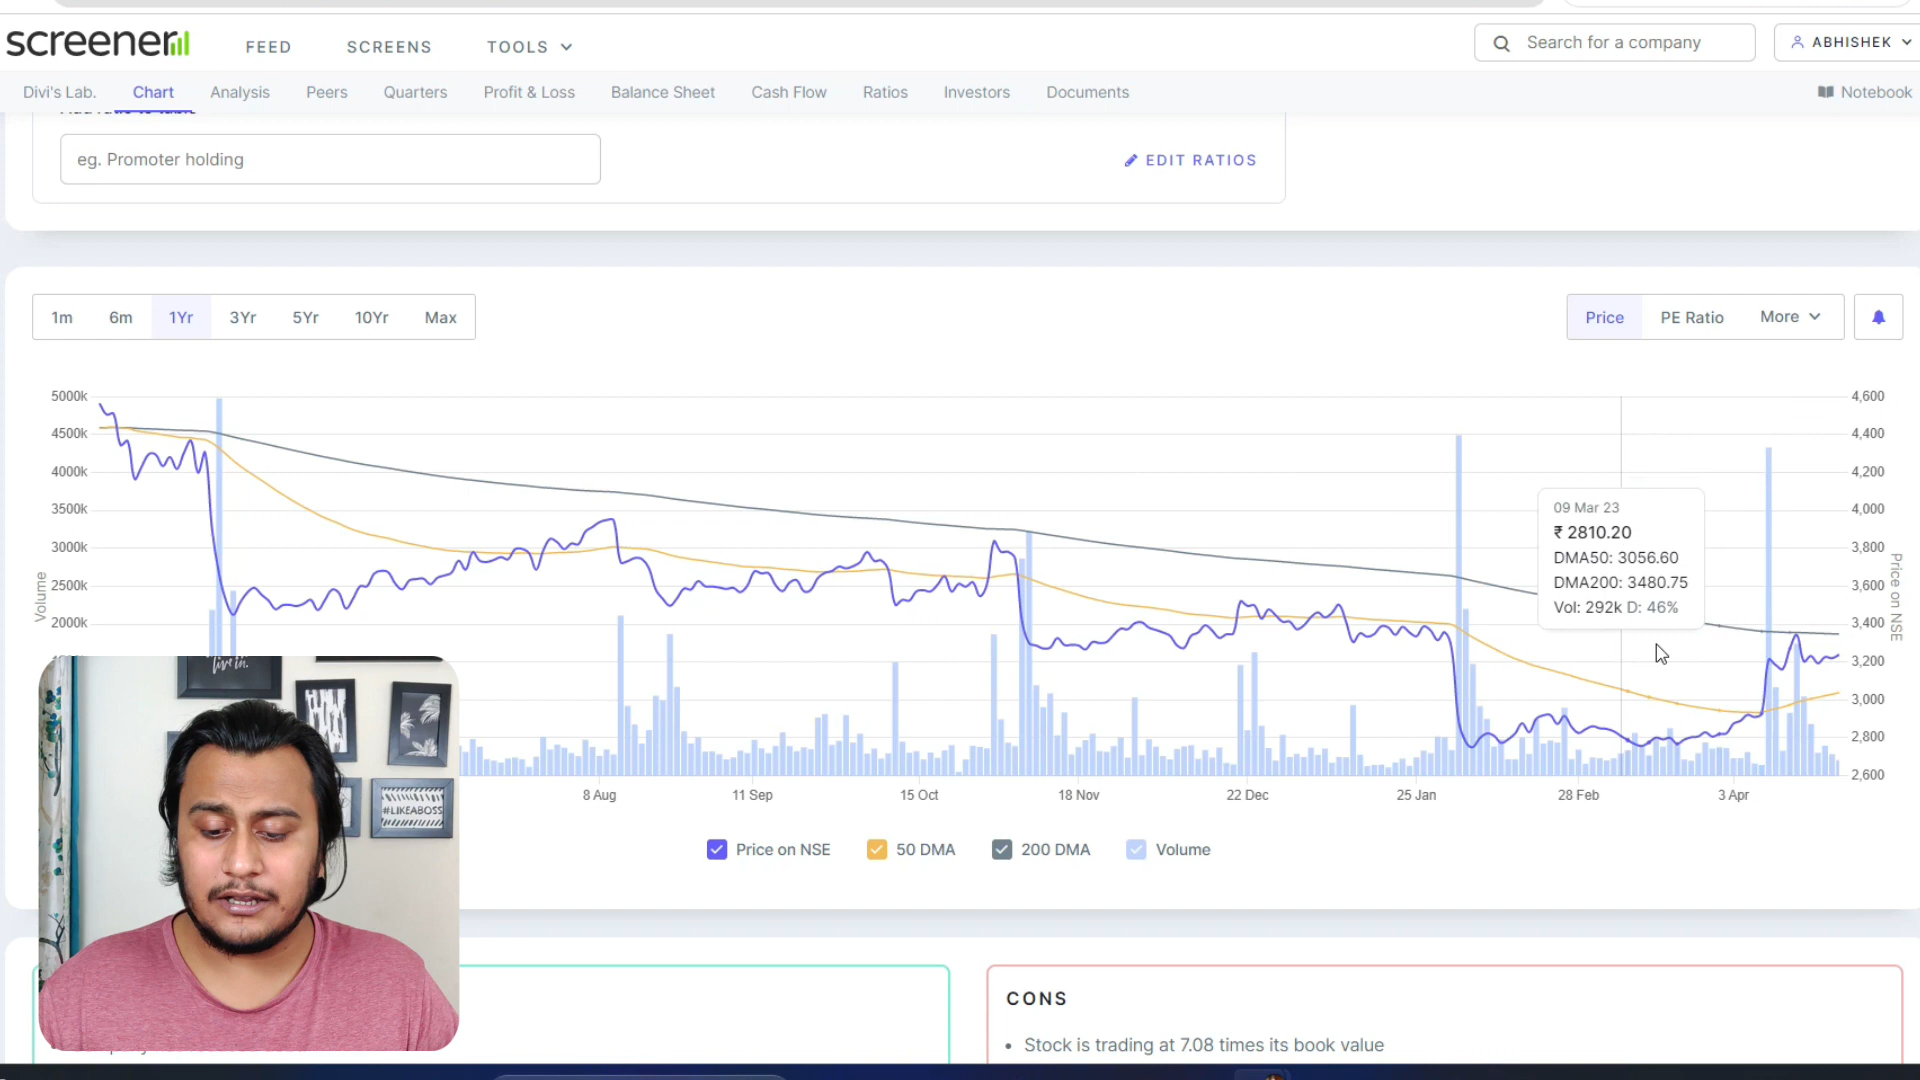 screener
FEED
SCREENS
TOOLS
Search for a company
ABHISHEK
Divi's Lab.
Chart
Analysis
Peers
Quarters
Profit & Loss
Balance Sheet
Cash Flow
Ratios
Investors
Documents
Notebook
eg. Promoter holding
EDIT RATIOS
1m
6m
1Yr
3Yr
5Yr
10Yr
Max
Price
PE Ratio
More
5000k
4500k
4000k
3500k
3000k
2500k
2000k
Volume
4,600
4,400
4,200
4,000
3,800
3,600
3,400
3,200
3,000
2,800
2,600
Price on NSE
09 Mar 23
₹ 2810.20
DMA50: 3056.60
DMA200: 3480.75
Vol: 292k D: 46%
8 Aug
11 Sep
15 Oct
18 Nov
22 Dec
25 Jan
28 Feb
3 Apr
Price on NSE
50 DMA
200 DMA
Volume
live in.
#LIKEABOSS
CONS
• Stock is trading at 7.08 times its book value